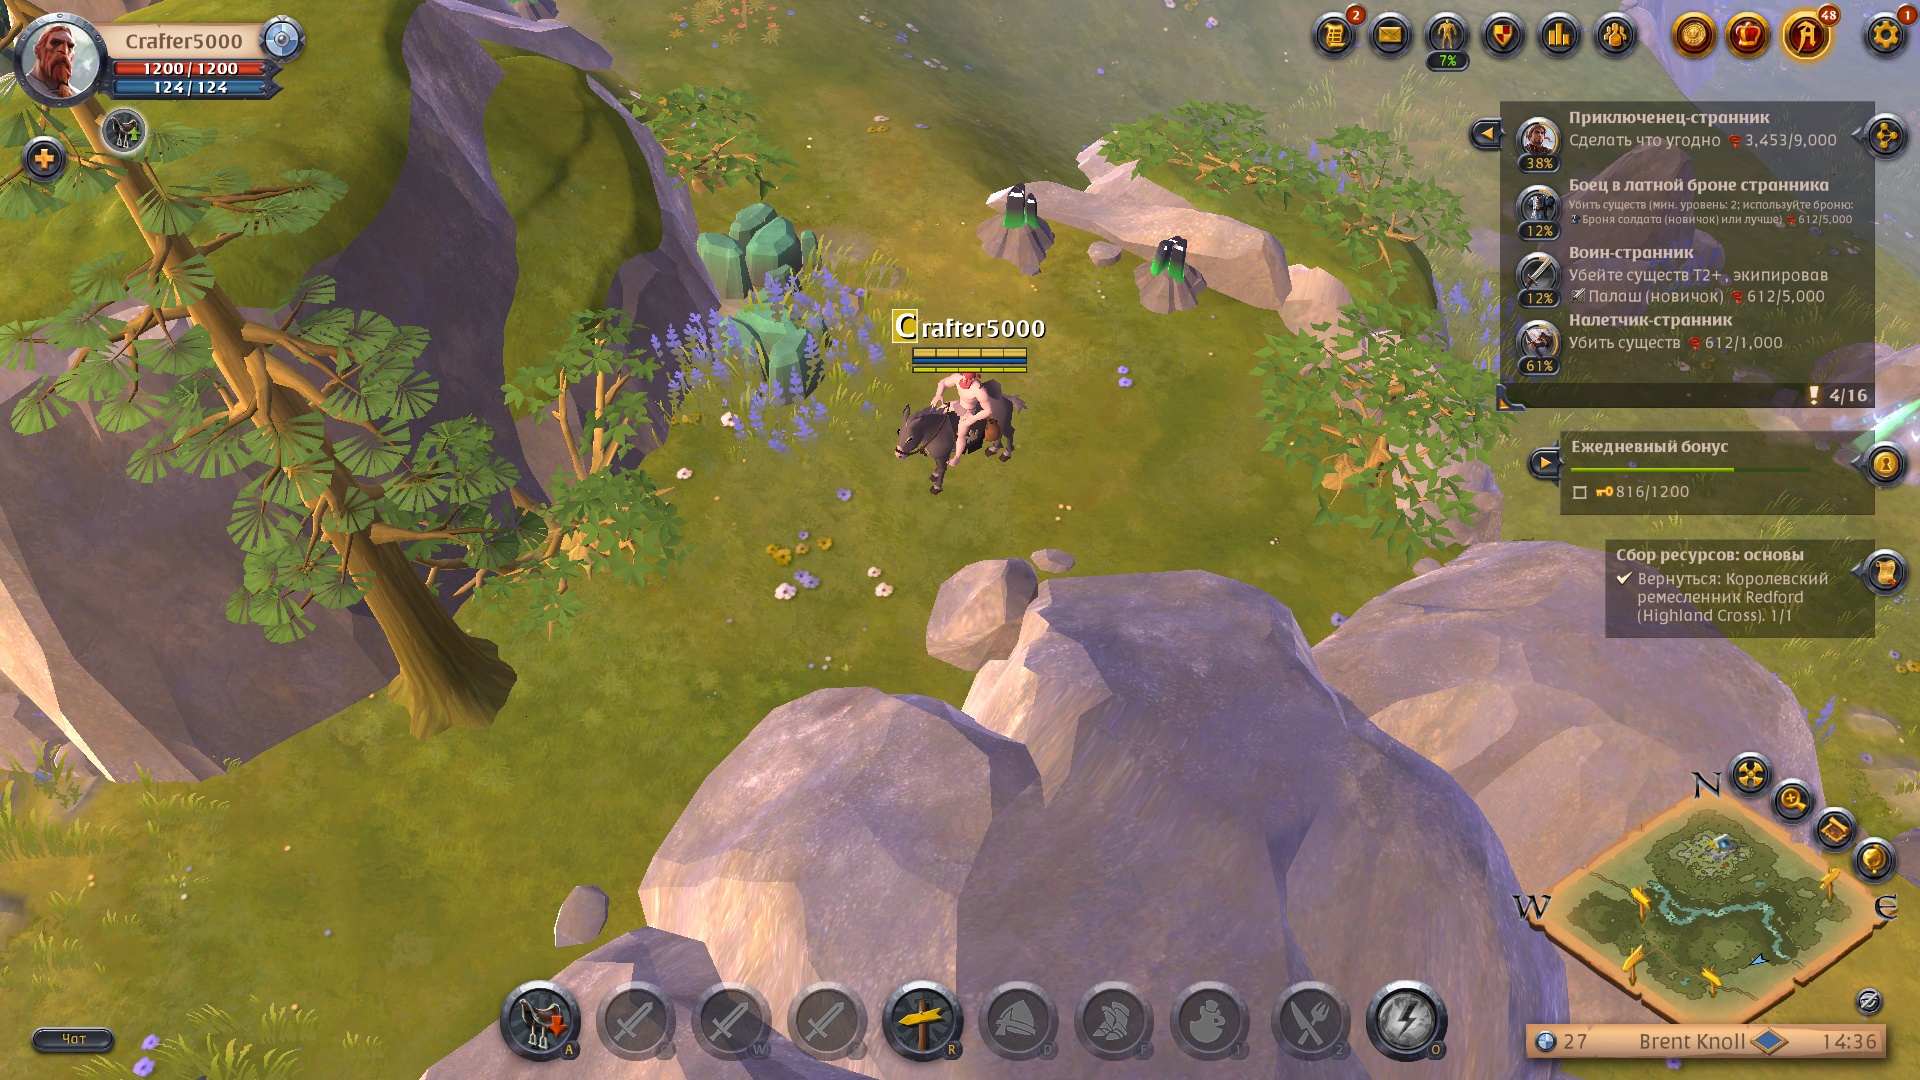 Crafter5000
1200/1200
124/124
2
7%
48
1
Приключенец-странник
Сделать что угодно 3,453/9,000
38%
Боец в латной броне странника
Убить существ (мин. уровень: 2; используйте броню:
Броня солдата (новичок) или лучше) 612/5,000
12%
Воин-странник
Убейте существ T2+, экипировав
Палаш (новичок) 612/5,000
12%
Налетчик-странник
Убить существ 612/1,000
61%
4/16
Crafter5000
Ежедневный бонус
816/1200
Сбор ресурсов: основы
Вернуться: Королевский
ремесленник Redford
(Highland Cross). 1/1
N
W
E
A
W
R
D
F
1
2
O
Чат
27 Brent Knoll 14:36